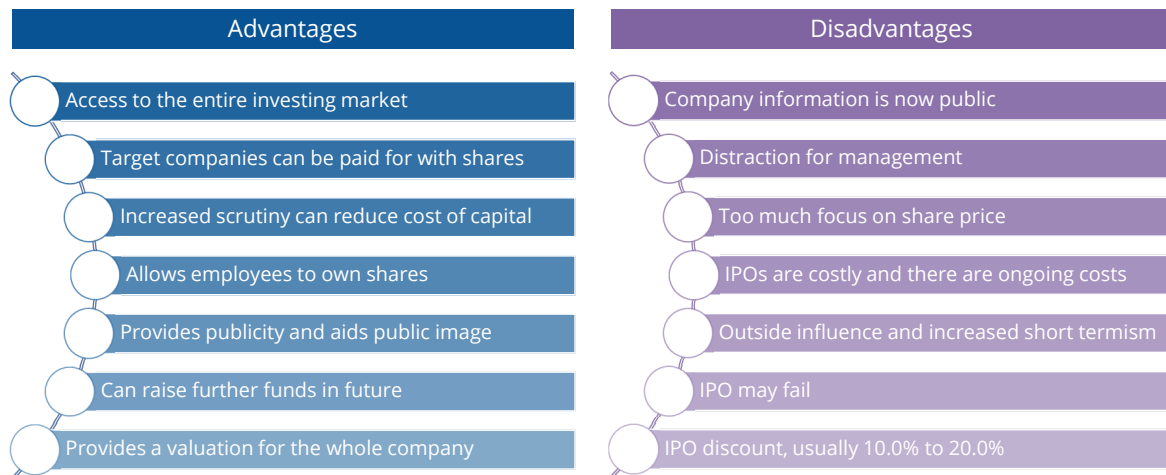 Advantages
Access to the entire investing market
Target companies can be paid for with shares
Increased scrutiny can reduce cost of capital
Allows employees to own shares
Provides publicity and aids public image
Can raise further funds in future
Provides a valuation for the whole company
Disadvantages
Company information is now public
Distraction for management
Too much focus on share price
IPOs are costly and there are ongoing costs
Outside influence and increased short termism
IPO may fail
IPO discount, usually 10.0% to 20.0%